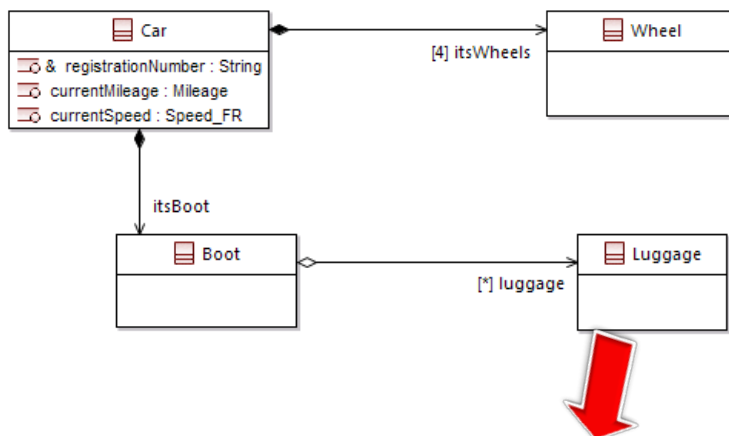 Car
& registrationNumber : String
currentMileage : Mileage
currentSpeed : Speed_FR
Wheel
[4] itsWheels
itsBoot
Boot
Luggage
[*] luggage